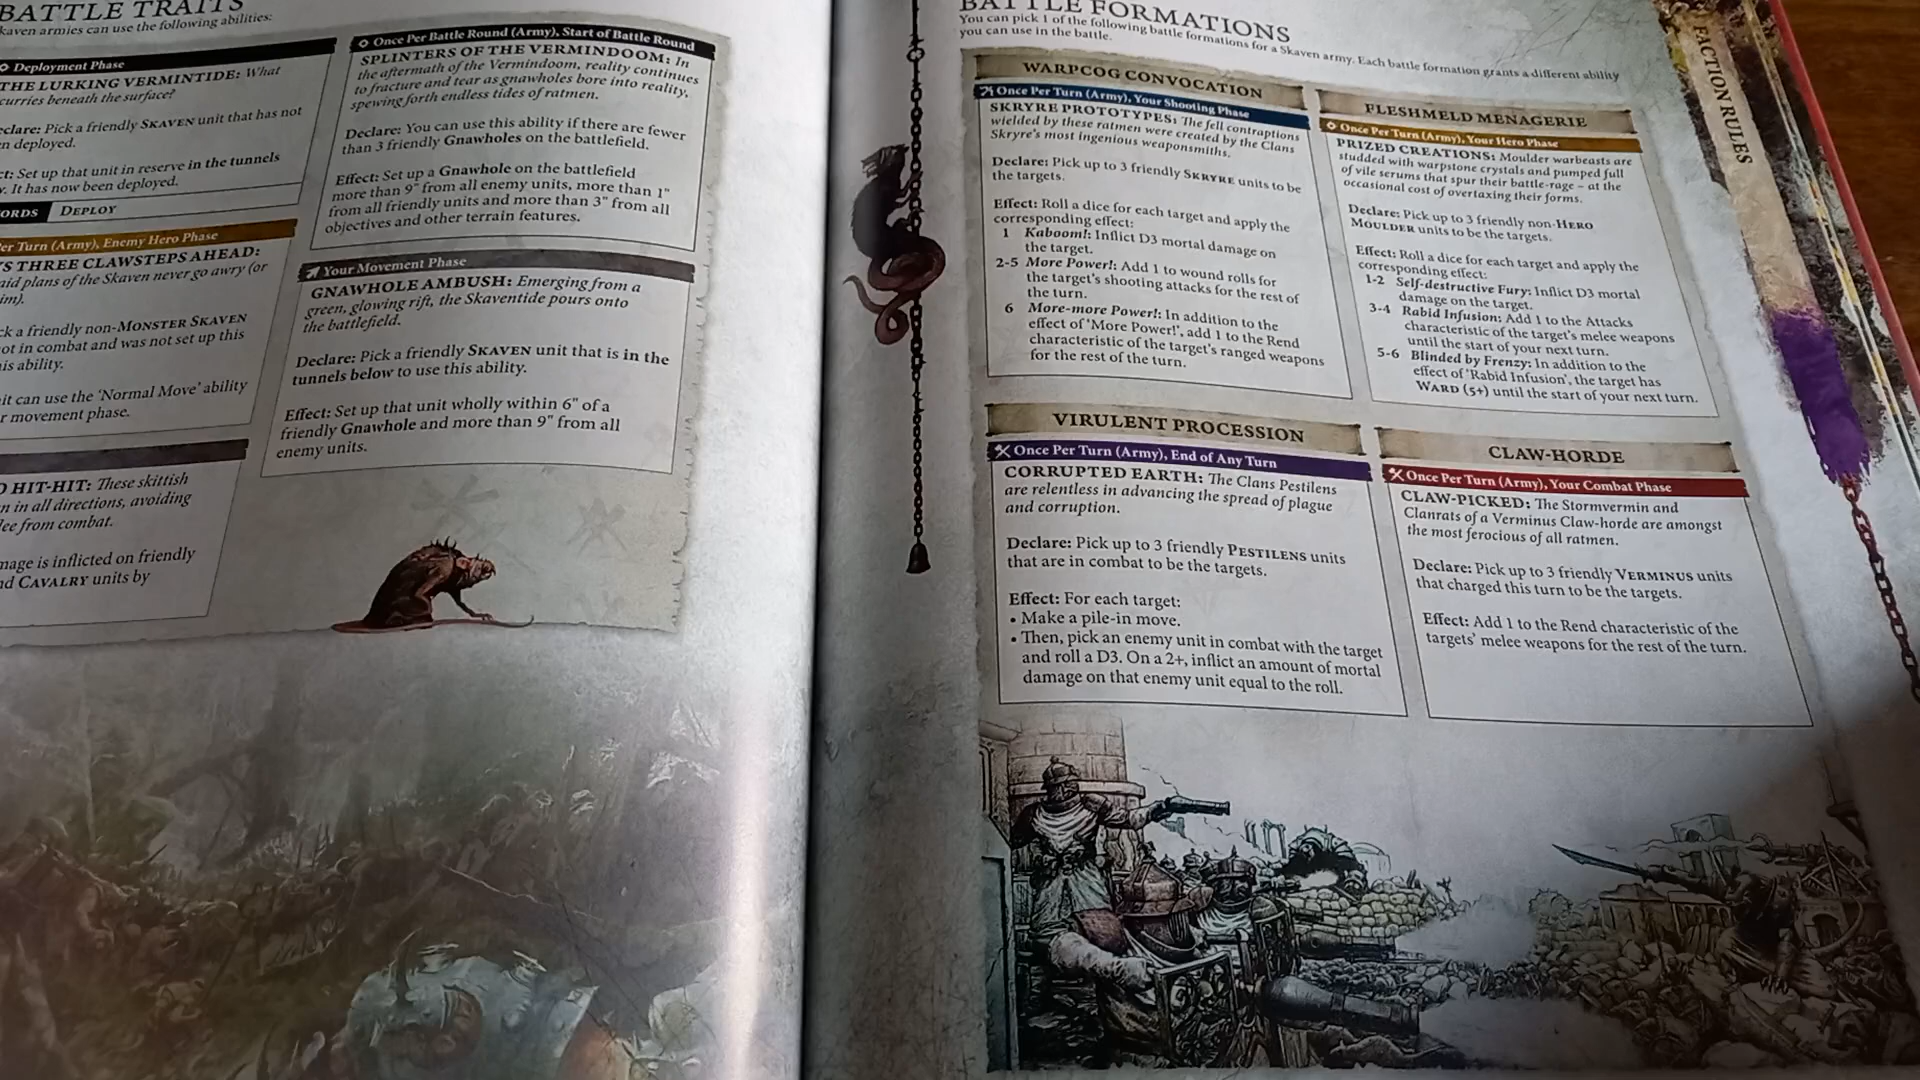 BATTLE TRAITS
kaven armies can use the following abilities:
Deployment Phase
THE LURKING VERMINTIDE: What
curries beneath the surface?
clare: Pick a friendly SKAVEN unit that has not
n deployed.
ct: Set up that unit in reserve in the tunnels
w. It has now been deployed.
ORDS DEPLOY
er Turn (Army), Enemy Hero Phase
'S THREE CLAWSTEPS AHEAD:
aid plans of the Skaven never go awry (or
im).
ck a friendly non-MONSTER SKAVEN
ot in combat and was not set up this
is ability.
it can use the 'Normal Move' ability
r movement phase.
D HIT-HIT: These skittish
n in all directions, avoiding
lee from combat.
mage is inflicted on friendly
nd CAVALRY units by
Once Per Battle Round (Army), Start of Battle Round
SPLINTERS OF THE VERMINDOOM: In
the aftermath of the Vermindoom, reality continues
to fracture and tear as gnawholes bore into reality,
spewing forth endless tides of ratmen.
Declare: You can use this ability if there are fewer
than 3 friendly Gnawholes on the battlefield.
Effect: Set up a Gnawhole on the battlefield
more than 9" from all enemy units, more than 1"
from all friendly units and more than 3" from all
objectives and other terrain features.
Your Movement Phase
GNAWHOLE AMBUSH: Emerging from a
green, glowing rift, the Skaventide pours onto
the battlefield.
Declare: Pick a friendly SKAVEN unit that is in the
tunnels below to use this ability.
Effect: Set up that unit wholly within 6" of a
friendly Gnawhole and more than 9" from all
enemy units.
BATTLE FORMATIONS
You can pick 1 of the following battle formations for a Skaven army. Each battle formation grants a different ability
you can use in the battle.
WARPCOG CONVOCATION
Once Per Turn (Army), Your Shooting Phase
SKRYRE PROTOTYPES: The fell contraptions
wielded by these ratmen were created by the Clans
Skryre's most ingenious weaponsmiths.
Declare: Pick up to 3 friendly SKRYRE units to be
the targets.
Effect: Roll a dice for each target and apply the
corresponding effect:
1 Kaboom!: Inflict D3 mortal damage on
the target.
2-5 More Power!: Add 1 to wound rolls for
the target's shooting attacks for the rest of
the turn.
6 More-more Power!: In addition to the
effect of 'More Power!', add 1 to the Rend
characteristic of the target's ranged weapons
for the rest of the turn.
FLESHMELD MENAGERIE
Once Per Turn (Army), Your Hero Phase
PRIZED CREATIONS: Moulder warbeasts are
studded with warpstone crystals and pumped full
of vile serums that spur their battle-rage – at the
occasional cost of overtaxing their forms.
Declare: Pick up to 3 friendly non-HERO
MOULDER units to be the targets.
Effect: Roll a dice for each target and apply the
corresponding effect:
1-2 Self-destructive Fury: Inflict D3 mortal
damage on the target.
3-4 Rabid Infusion: Add 1 to the Attacks
characteristic of the target's melee weapons
until the start of your next turn.
5-6 Blinded by Frenzy: In addition to the
effect of 'Rabid Infusion', the target has
WARD (5+) until the start of your next turn.
VIRULENT PROCESSION
Once Per Turn (Army), End of Any Turn
CORRUPTED EARTH: The Clans Pestilens
are relentless in advancing the spread of plague
and corruption.
Declare: Pick up to 3 friendly PESTILENS units
that are in combat to be the targets.
Effect: For each target:
• Make a pile-in move.
• Then, pick an enemy unit in combat with the target
and roll a D3. On a 2+, inflict an amount of mortal
damage on that enemy unit equal to the roll.
CLAW-HORDE
Once Per Turn (Army), Your Combat Phase
CLAW-PICKED: The Stormvermin and
Clanrats of a Verminus Claw-horde are amongst
the most ferocious of all ratmen.
Declare: Pick up to 3 friendly VERMINUS units
that charged this turn to be the targets.
Effect: Add 1 to the Rend characteristic of the
targets' melee weapons for the rest of the turn.
FACTION RULES